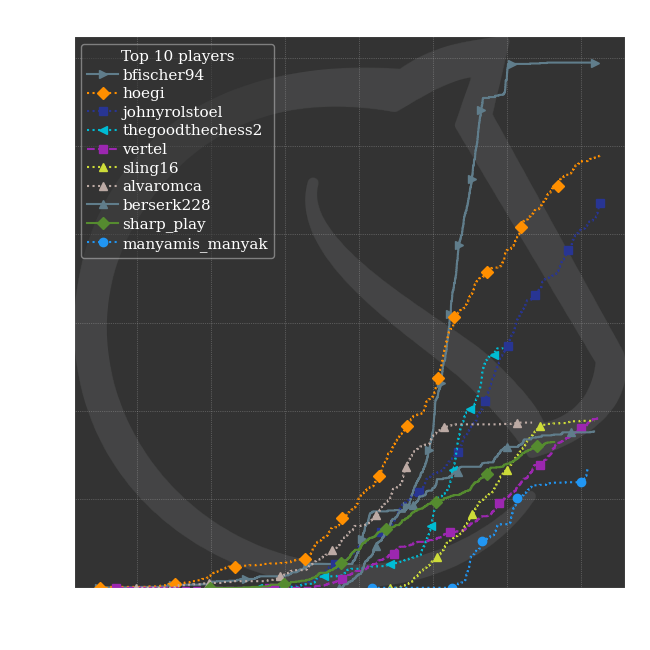 Top 10 players
bfischer94
hoegi
johnyrolstoel
thegoodthechess2
vertel
sling16
alvaromca
berserk228
sharp_play
manyamis_manyak